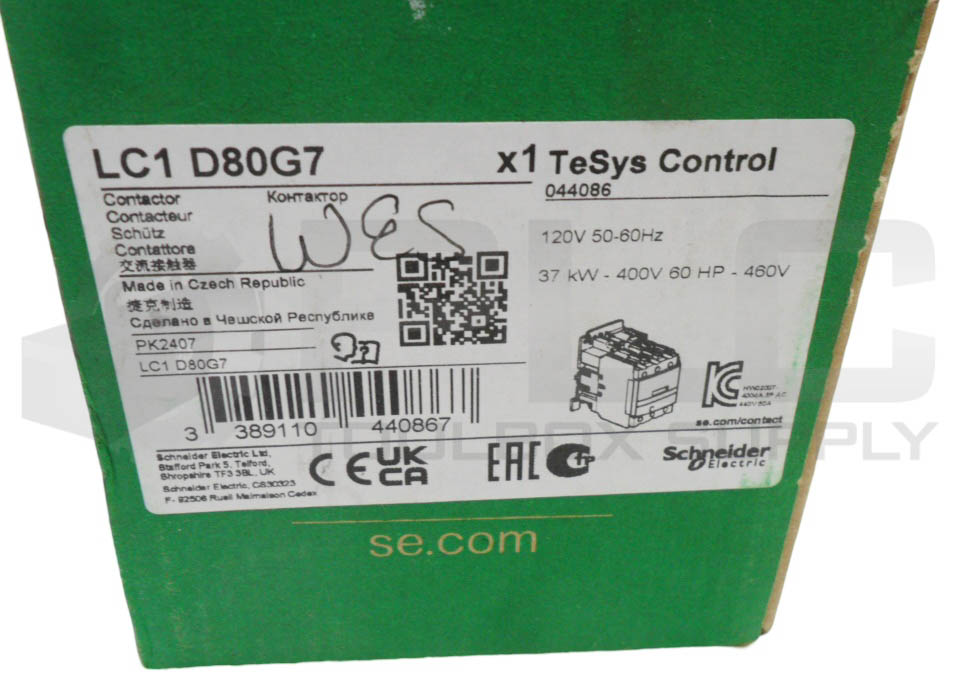 LC1 D80G7
x1 TeSys Control
044086
Contactor Контактор
Contacteur
Schütz
Contattore
交流接触器
WES
Made in Czech Republic
捷克制造
Сделано в Чешской Республике
PK2407
LC1 D80G7
120V 50-60Hz
37 kW - 400V 60 HP - 460V
3 389110 440867
se.com/contact
Schneider Electric Ltd,
Stafford Park 5, Telford,
Shropshire TF3 3BL, UK
Schneider Electric, CS30323
F- 92506 Rueil Malmaison Cedex
CE UK CA
EAC
Schneider
Electric
se.com
PLC
TOOLBOX SUPPLY